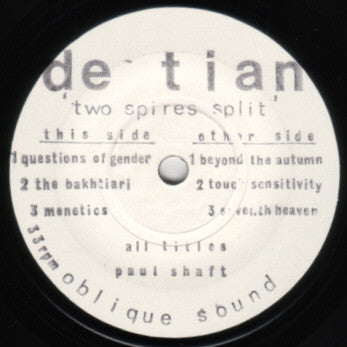 de tian
'two spires split'
this side
1 questions of gender
2 the bakhtiari
3 menetics
other side
1 beyond the autumn
2 touch sensitivity
3 seventh heaven
all titles
paul shaft
33rpm
oblique sound